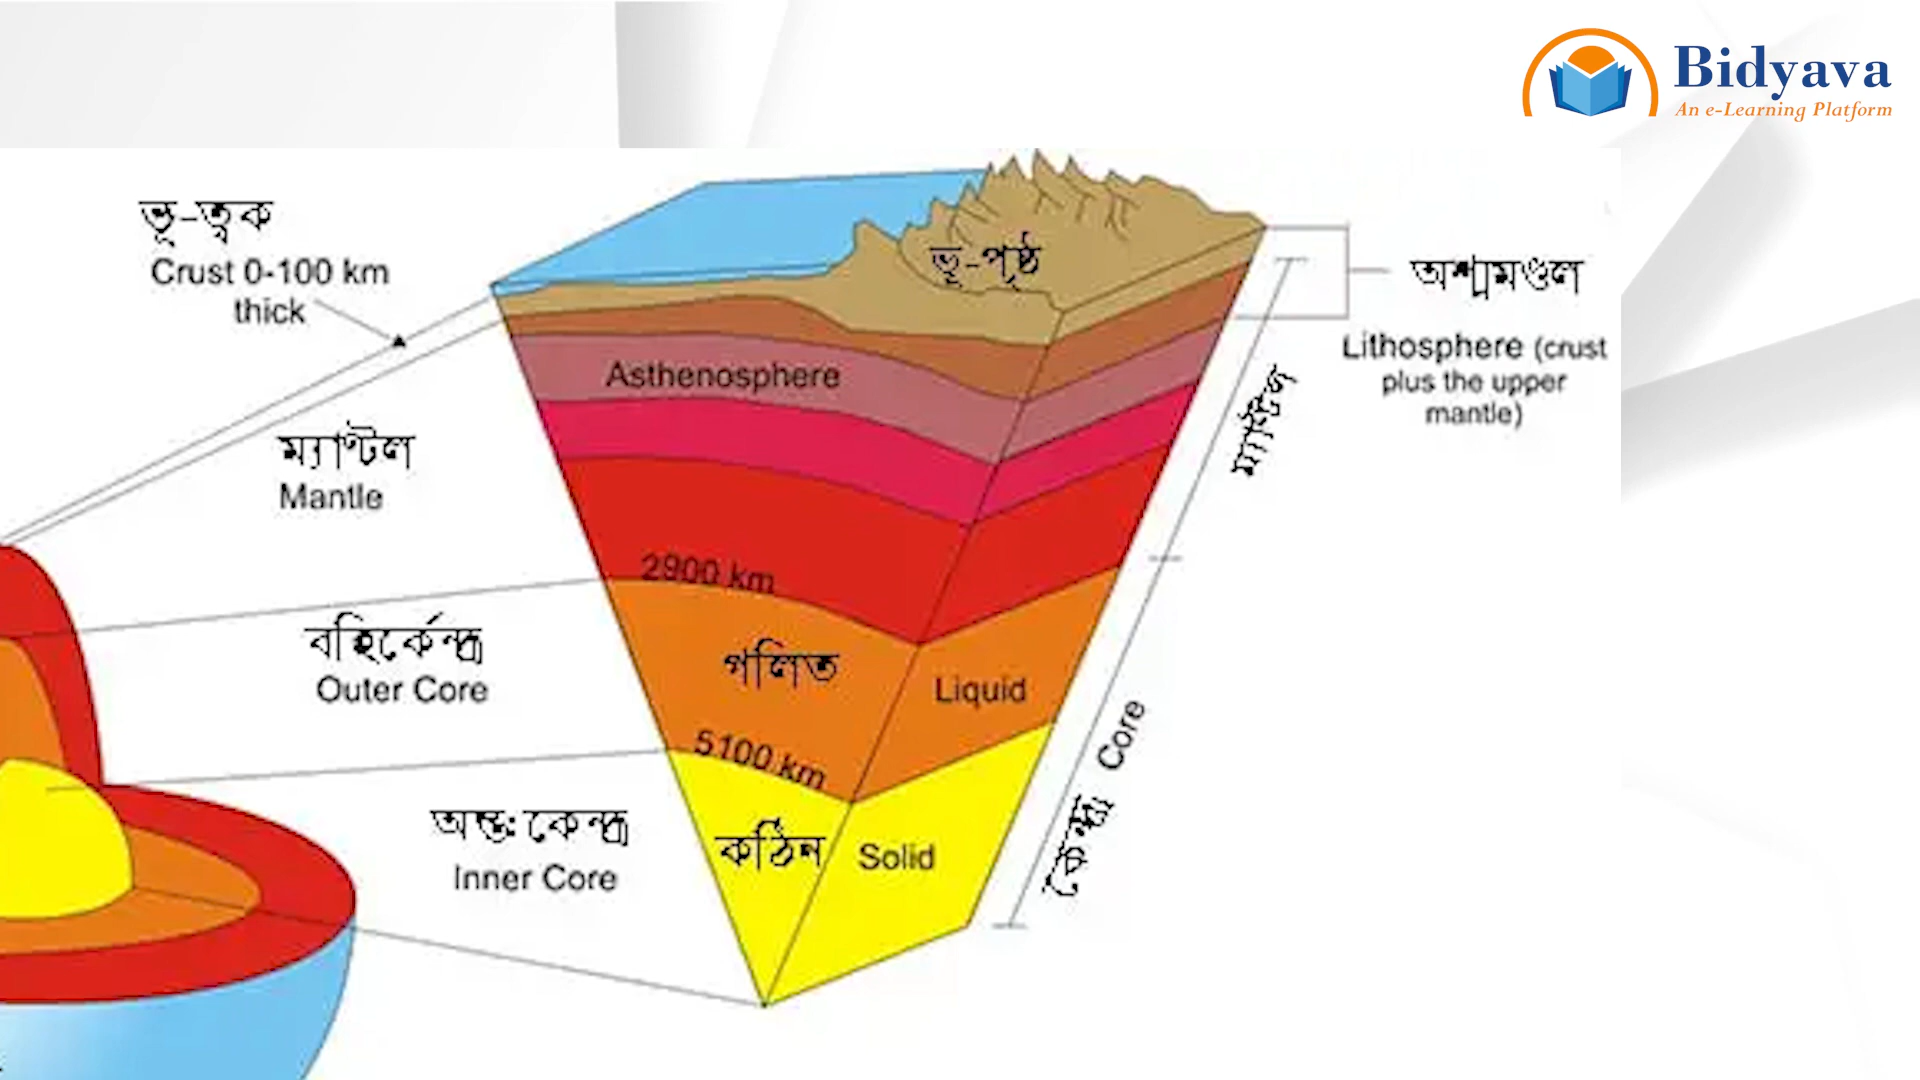 Bidyava
An e-Learning Platform
ভূ-ত্বক
Crust 0-100 km
thick
ভূ-পৃষ্ঠ
অশ্মমণ্ডল
Lithosphere (crust
plus the upper
mantle)
Asthenosphere
ম্যান্টল
Mantle
ম্যান্টল
2900 km
বহির্কেন্দ্র
Outer Core
গলিত
Liquid
5100 km
Core
কেন্দ্র
অন্তঃকেন্দ্র
Inner Core
কঠিন
Solid